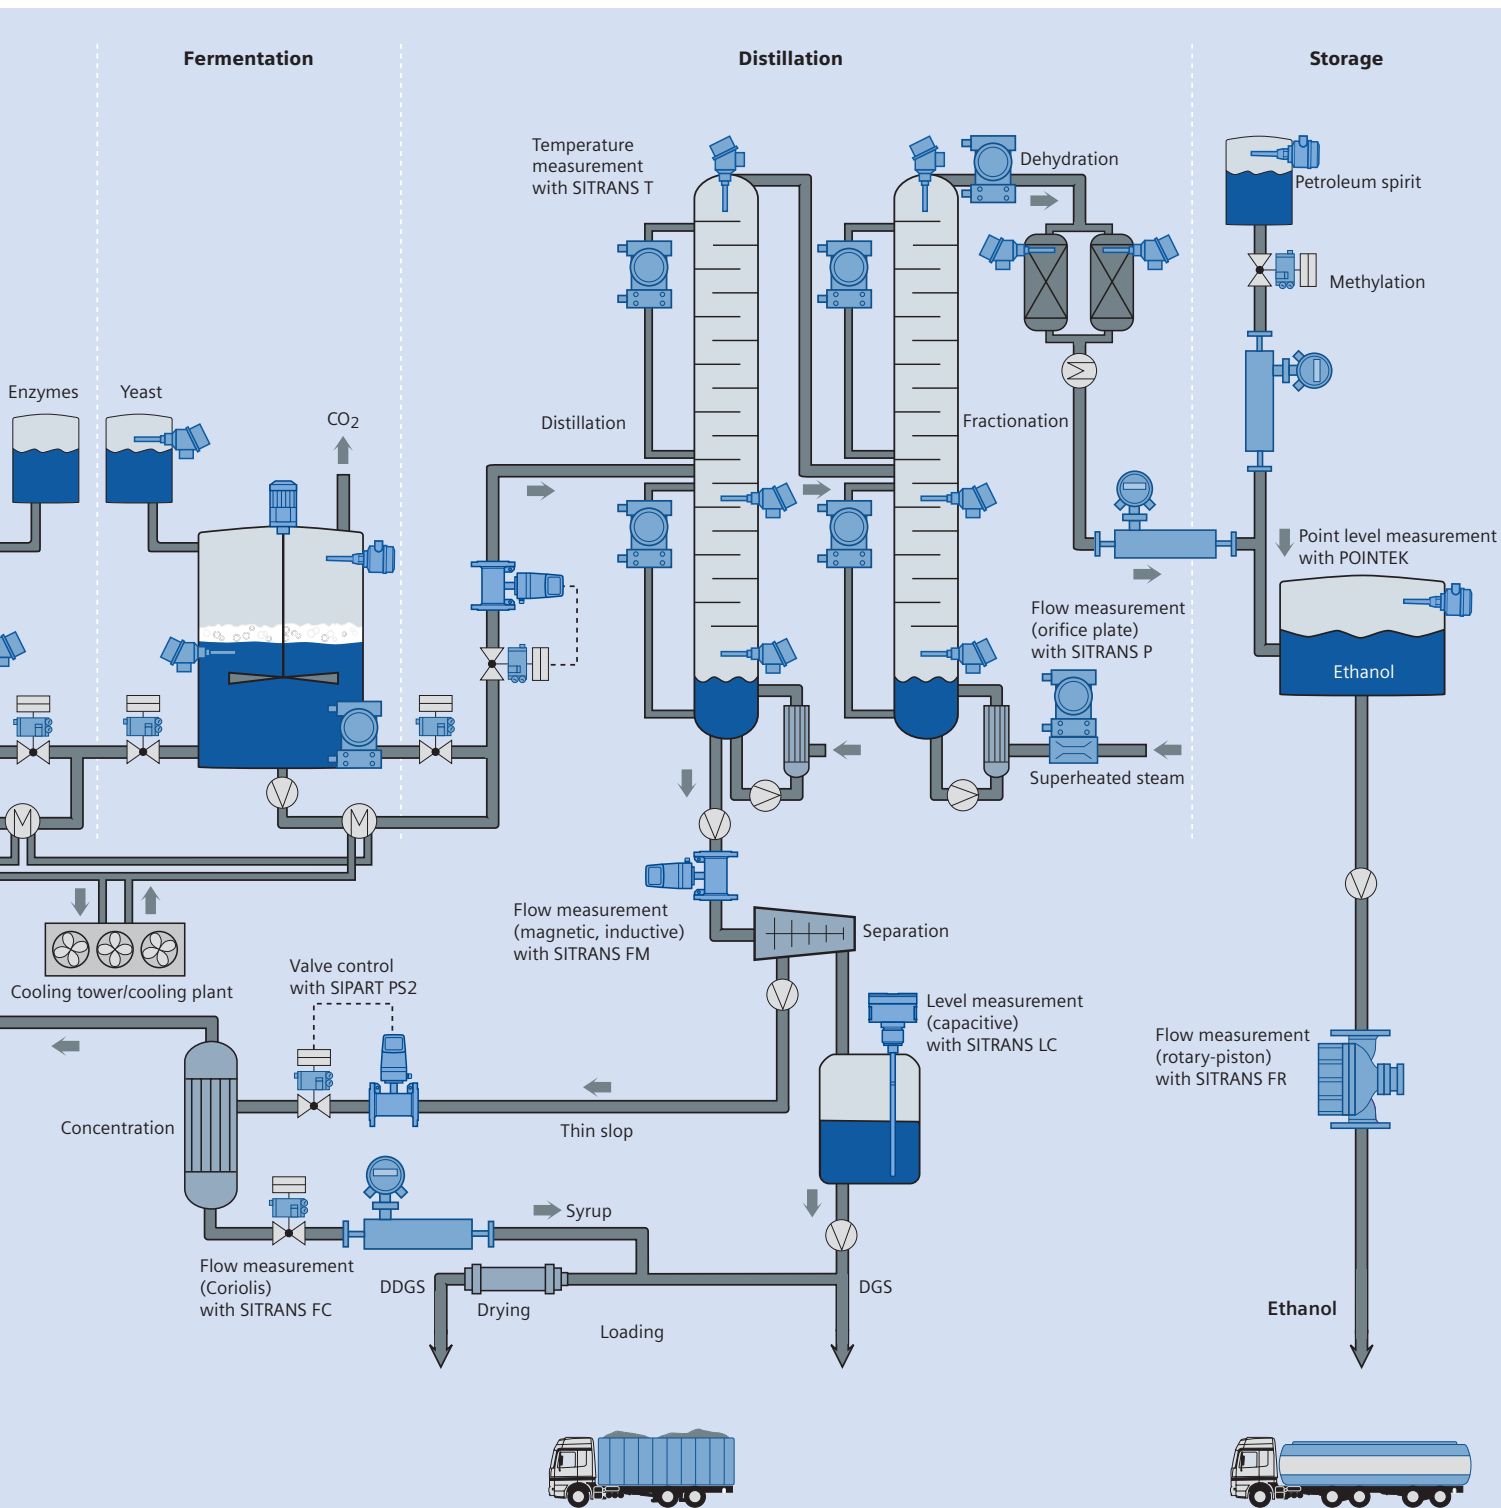 Fermentation
Distillation
Storage
Temperature
measurement
with SITRANS T
Dehydration
Petroleum spirit
Methylation
Enzymes
Yeast
CO2
Distillation
Fractionation
Point level measurement
with POINTEK
Flow measurement
(orifice plate)
with SITRANS P
Ethanol
Superheated steam
Flow measurement
(magnetic, inductive)
with SITRANS FM
Separation
Cooling tower/cooling plant
Valve control
with SIPART PS2
Level measurement
(capacitive)
with SITRANS LC
Flow measurement
(rotary-piston)
with SITRANS FR
Concentration
Thin slop
Syrup
Flow measurement
(Coriolis)
with SITRANS FC
DDGS
Drying
DGS
Loading
Ethanol